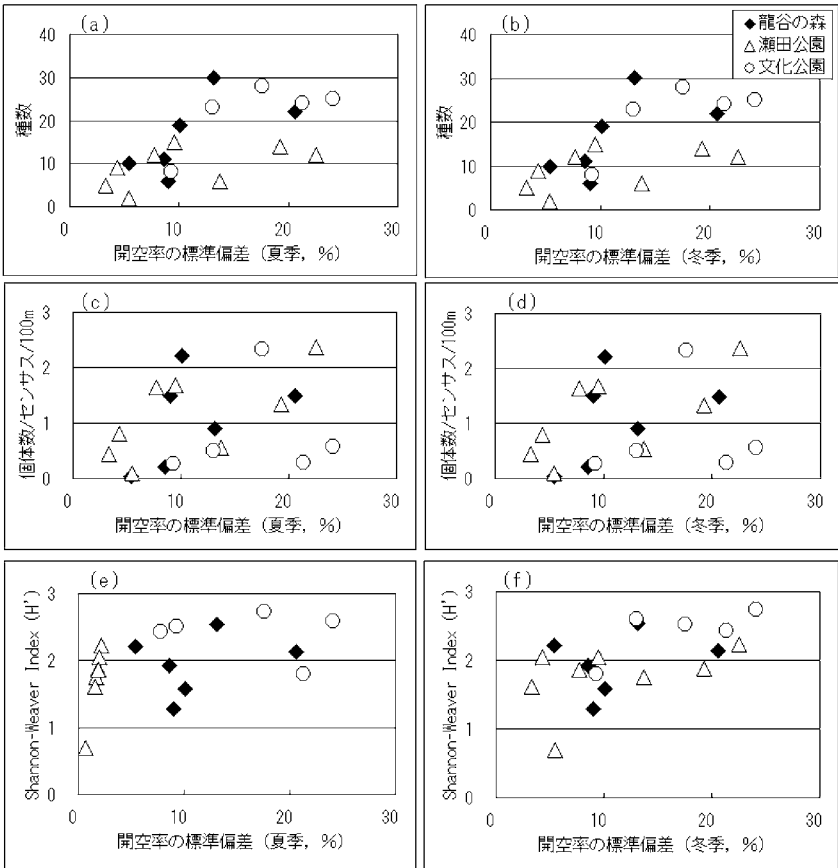 (a)
種数
40
30
20
10
0
0 10 20 30
開空率の標準偏差（夏季，%）
(b)
◆龍谷の森
△瀬田公園
○文化公園
種数
40
30
20
10
0
0 10 20 30
開空率の標準偏差（冬季，%）
(c)
個体数/センサス/100m
3
2
1
0
0 10 20 30
開空率の標準偏差（夏季，%）
(d)
個体数/センサス/100m
3
2
1
0
0 10 20 30
開空率の標準偏差（冬季，%）
(e)
Shannon-Weaver Index (H')
3
2
1
0
0 10 20 30
開空率の標準偏差（夏季，%）
(f)
Shannon-Weaver Index (H')
3
2
1
0
0 10 20 30
開空率の標準偏差（冬季，%）